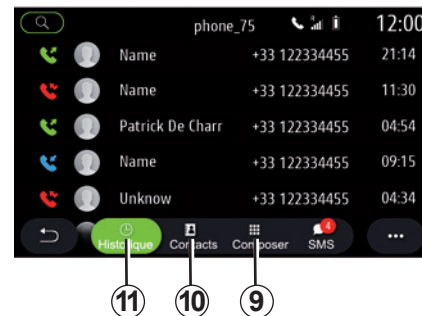 phone_75 12:00
Name +33 122334455 21:14
Name +33 122334455 11:30
Patrick De Charr +33 122334455 04:54
Name +33 122334455 09:15
Unknow +33 122334455 04:34
4
Historique Contacts Composer SMS ...
11 10 9